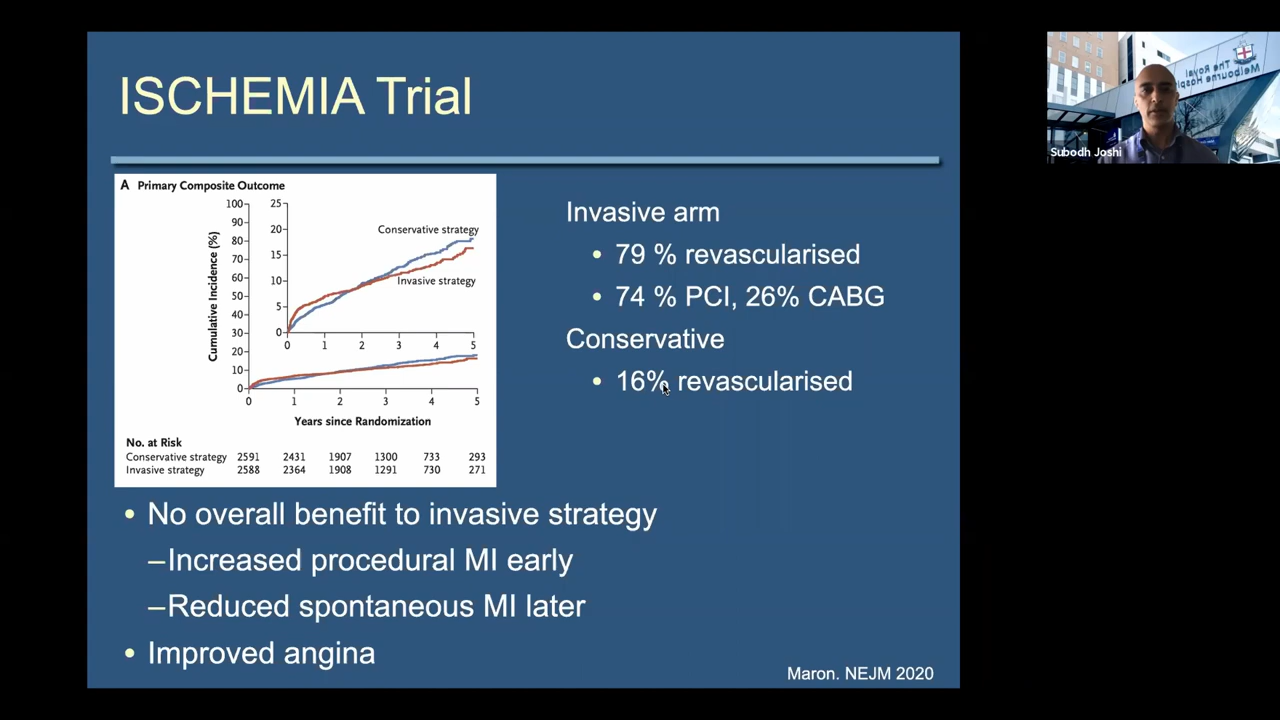 ISCHEMIA Trial
A Primary Composite Outcome
Cumulative Incidence (%)
100
90
80
70
60
50
40
30
20
10
0
25
20
15
10
5
0
Conservative strategy
Invasive strategy
0 1 2 3 4 5
0 1 2 3 4 5
Years since Randomization
No. at Risk
Conservative strategy 2591 2431 1907 1300 733 293
Invasive strategy 2588 2364 1908 1291 730 271
Invasive arm
• 79 % revascularised
• 74 % PCI, 26% CABG
Conservative
• 16% revascularised
• No overall benefit to invasive strategy
–Increased procedural MI early
–Reduced spontaneous MI later
• Improved angina
Maron. NEJM 2020
The Royal
Melbourne Hospi
Subodh Joshi